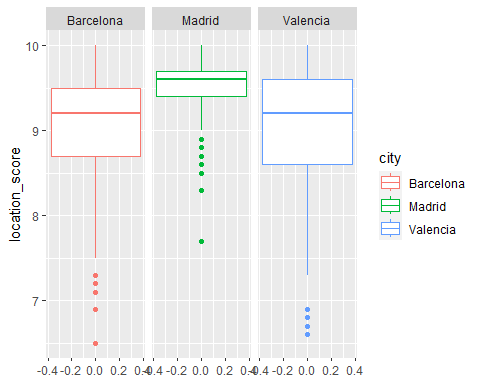 Barcelona Madrid Valencia
10
9
8
7
location_score
-0.4 -0.2 0.0 0.2 0.4 -0.4 -0.2 0.0 0.2 0.4 -0.4 -0.2 0.0 0.2 0.4
city
Barcelona
Madrid
Valencia